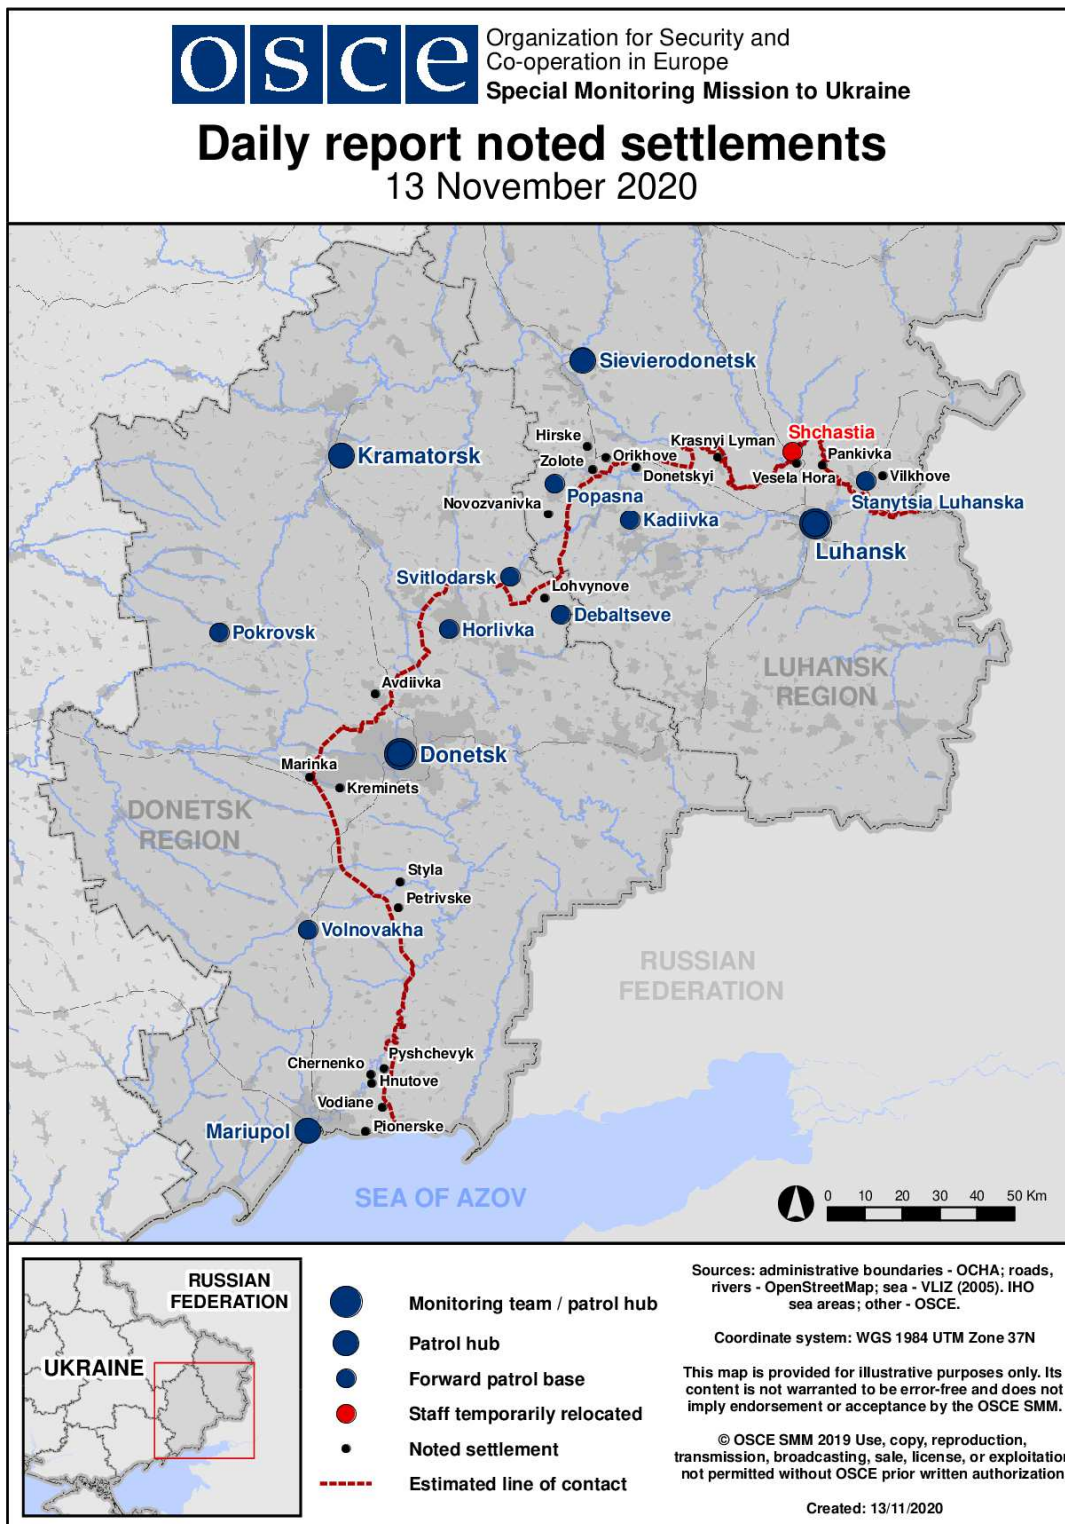 osce
Organization for Security and
Co-operation in Europe
Special Monitoring Mission to Ukraine
Daily report noted settlements
13 November 2020
Sievierodonetsk
Shchastia
Hirske
Krasnyi Lyman
Kramatorsk
Orikhove
Pankivka
Zolote
Donetskyi
Vesela Hora
Vilkhove
Popasna
Stanytsia Luhanska
Novozvanivka
Kadiivka
Luhansk
Svitlodarsk
Lohvynove
Debaltseve
Pokrovsk
Horlivka
LUHANSK
REGION
Avdiivka
Donetsk
Marinka
Kreminets
DONETSK
REGION
Styla
Petrivske
Volnovakha
RUSSIAN
FEDERATION
Pyshchevyk
Chernenko
Hnutove
Vodiane
Pionerske
Mariupol
SEA OF AZOV
0 10 20 30 40 50 Km
RUSSIAN
FEDERATION
UKRAINE
Monitoring team / patrol hub
Patrol hub
Forward patrol base
Staff temporarily relocated
Noted settlement
Estimated line of contact
Sources: administrative boundaries - OCHA; roads,
rivers - OpenStreetMap; sea - VLIZ (2005). IHO
sea areas; other - OSCE.
Coordinate system: WGS 1984 UTM Zone 37N
This map is provided for illustrative purposes only. Its
content is not warranted to be error-free and does not
imply endorsement or acceptance by the OSCE SMM.
© OSCE SMM 2019 Use, copy, reproduction,
transmission, broadcasting, sale, license, or exploitation
not permitted without OSCE prior written authorization
Created: 13/11/2020